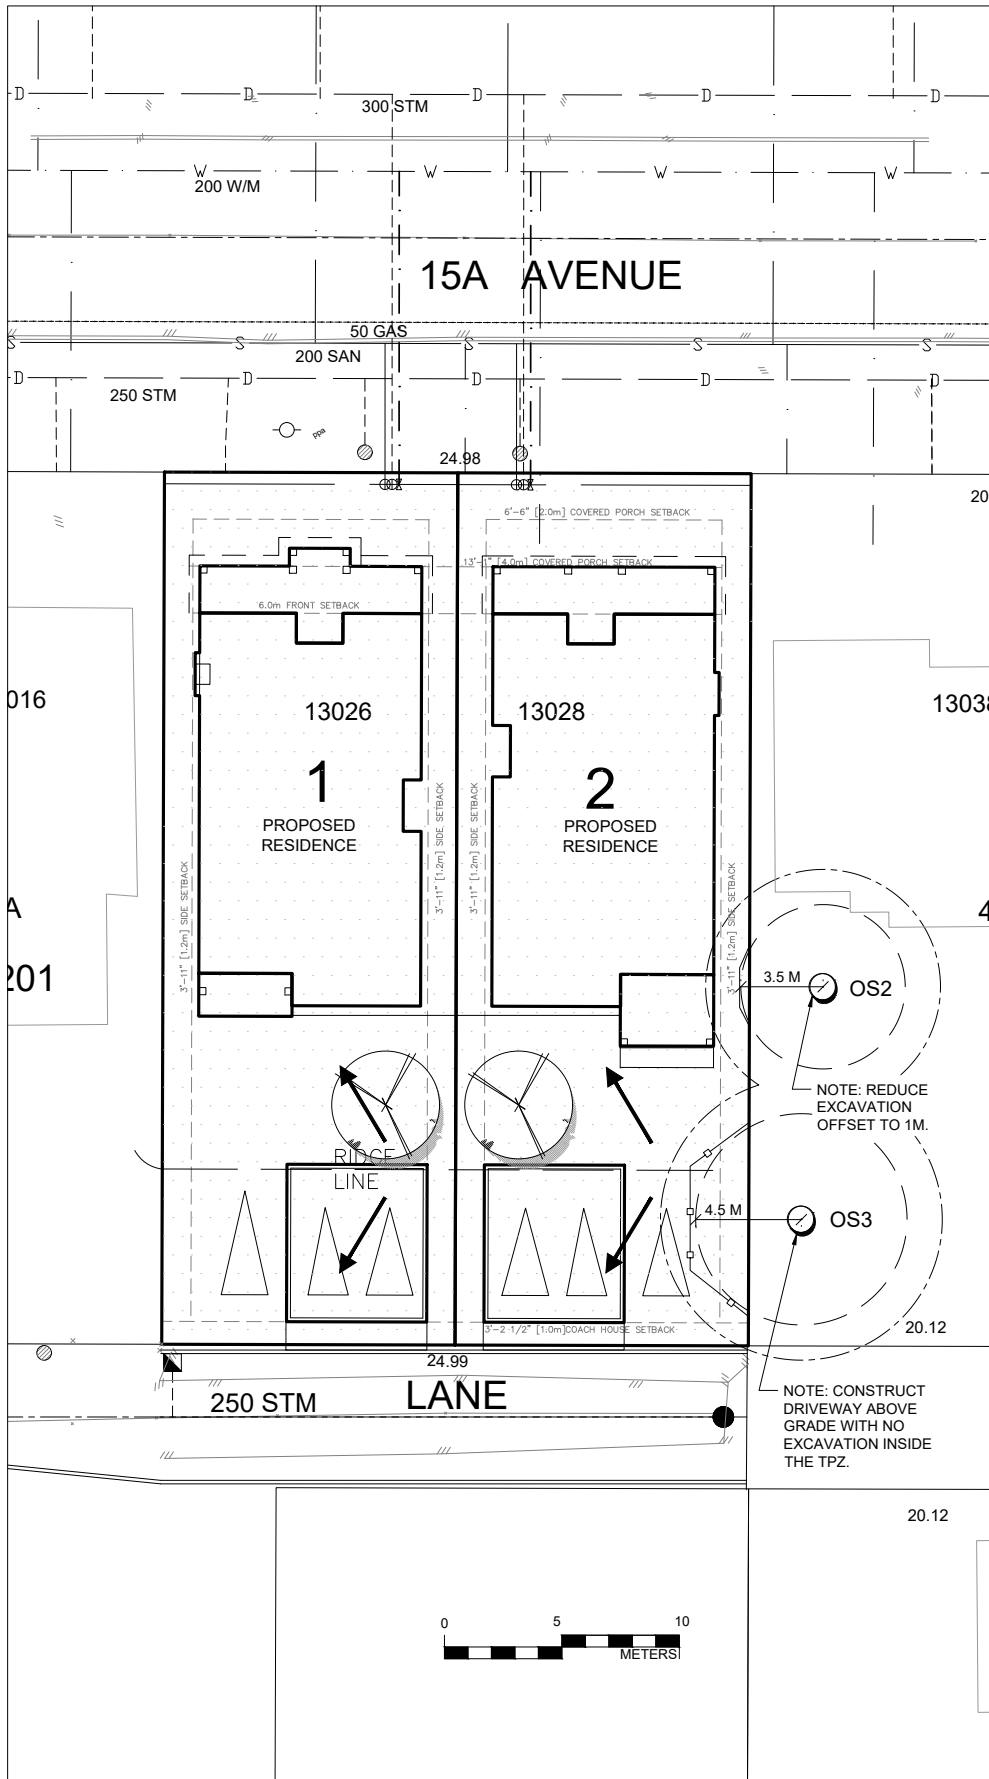 D D D D D
300 STM
W W W W
200 W/M
15A AVENUE
50 GAS
S S S S S
200 SAN
D D D D D
250 STM
ppa
24.98
20
6'-6" [2.0m] COVERED PORCH SETBACK
13'-1" [4.0m] COVERED PORCH SETBACK
6.0m FRONT SETBACK
016
13026
13028
13038
1
PROPOSED
RESIDENCE
2
PROPOSED
RESIDENCE
3'-11" [1.2m] SIDE SETBACK
3'-11" [1.2m] SIDE SETBACK
3'-11" [1.2m] SIDE SETBACK
3'-11" [1.2m] SIDE SETBACK
A
4
201
3.5 M
OS2
NOTE: REDUCE
EXCAVATION
OFFSET TO 1M.
RIDGE
LINE
4.5 M
OS3
3'-2 1/2" [1.0m]COACH HOUSE SETBACK
20.12
24.99
250 STM
LANE
NOTE: CONSTRUCT
DRIVEWAY ABOVE
GRADE WITH NO
EXCAVATION INSIDE
THE TPZ.
20.12
0 5 10
METERS